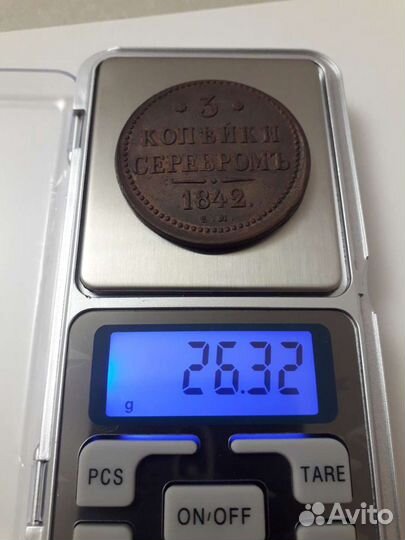 3
КОПѢЙКИ
СЕРЕБРОМЪ
1842.
Е.М.
26.32
g
PCS
TARE
ON/OFF
Avito